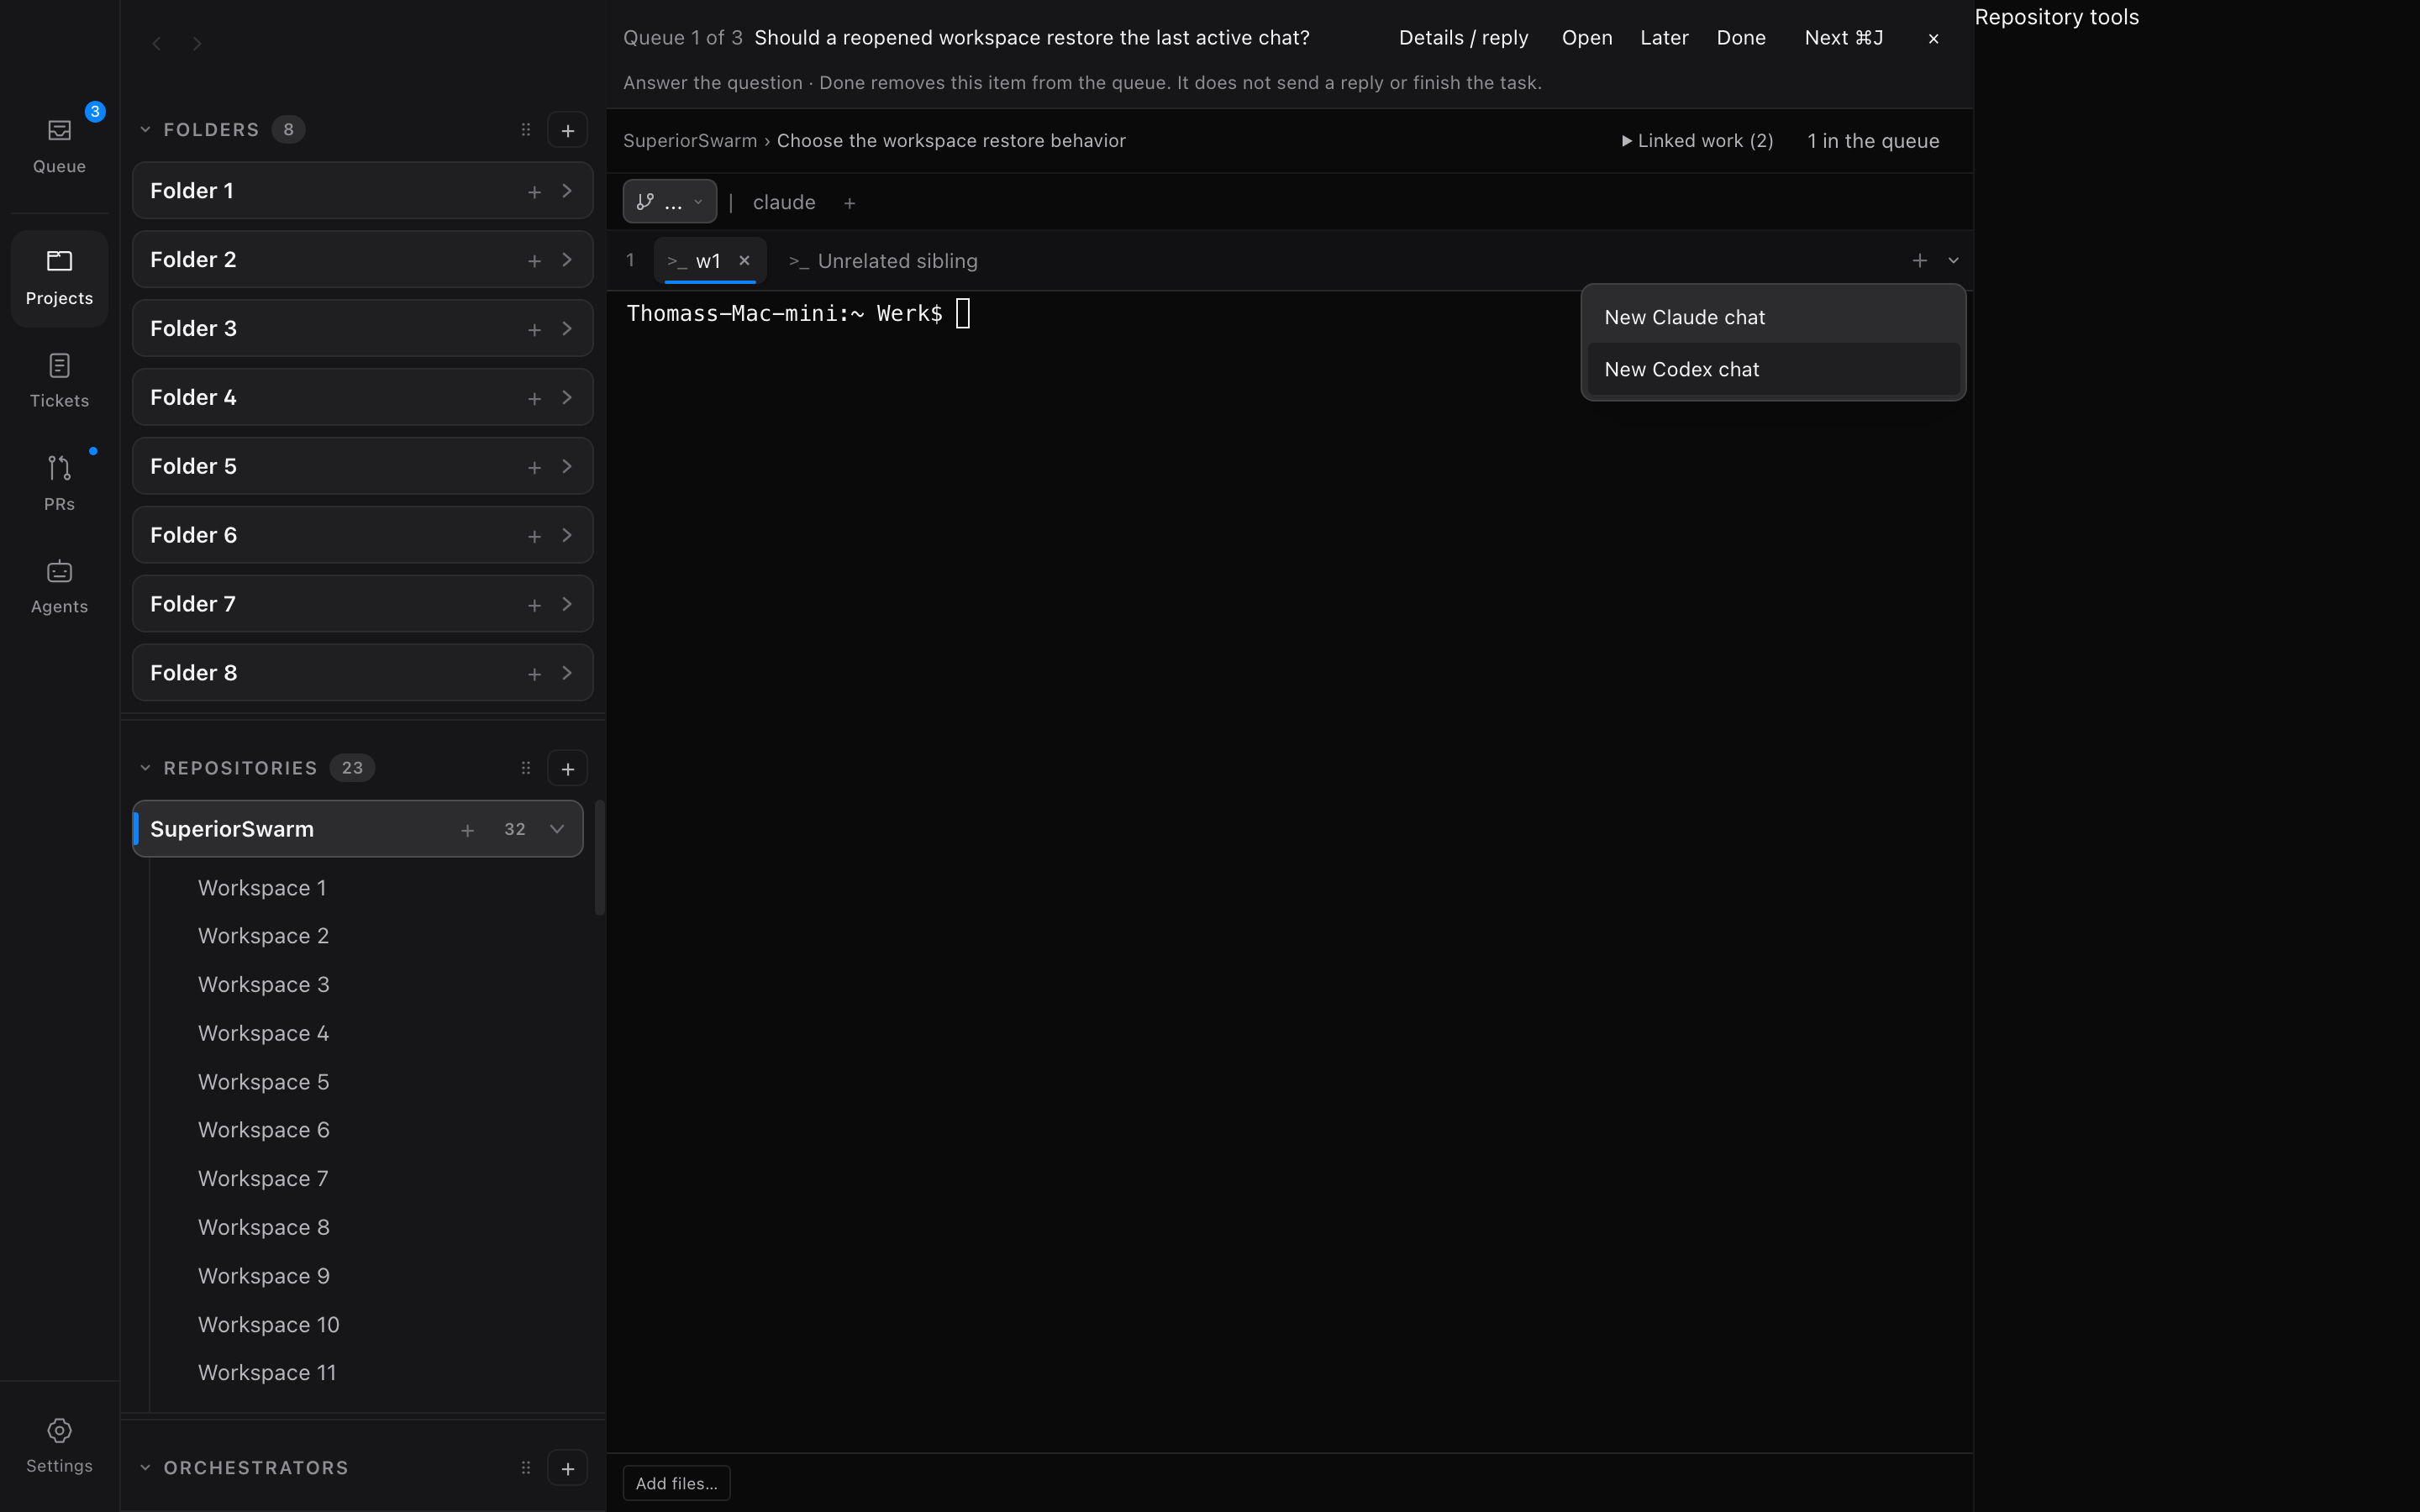 3
Queue
Projects
Tickets
PRs
Agents
Settings
FOLDERS 8
+
Folder 1 +
Folder 2 +
Folder 3 +
Folder 4 +
Folder 5 +
Folder 6 +
Folder 7 +
Folder 8 +
REPOSITORIES 23
+
SuperiorSwarm + 32
Workspace 1
Workspace 2
Workspace 3
Workspace 4
Workspace 5
Workspace 6
Workspace 7
Workspace 8
Workspace 9
Workspace 10
Workspace 11
ORCHESTRATORS
+
Queue 1 of 3 Should a reopened workspace restore the last active chat? Details / reply Open Later Done Next ⌘J ×
Answer the question · Done removes this item from the queue. It does not send a reply or finish the task.
SuperiorSwarm › Choose the workspace restore behavior ▶ Linked work (2) 1 in the queue
... | claude +
1 >_ w1 × >_ Unrelated sibling +
Thomass-Mac-mini:~ Werk$
New Claude chat
New Codex chat
Add files...
Repository tools